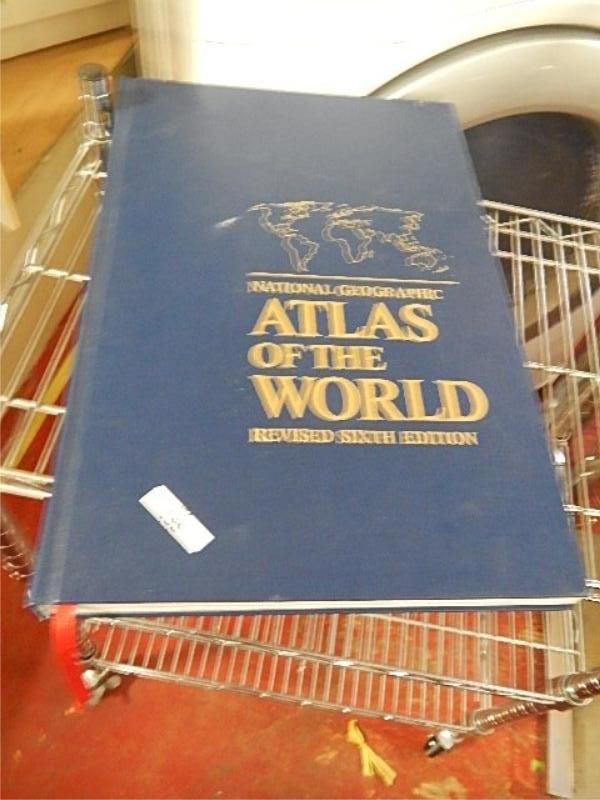 NATIONAL GEOGRAPHIC
ATLAS
OF THE
WORLD
REVISED SIXTH EDITION